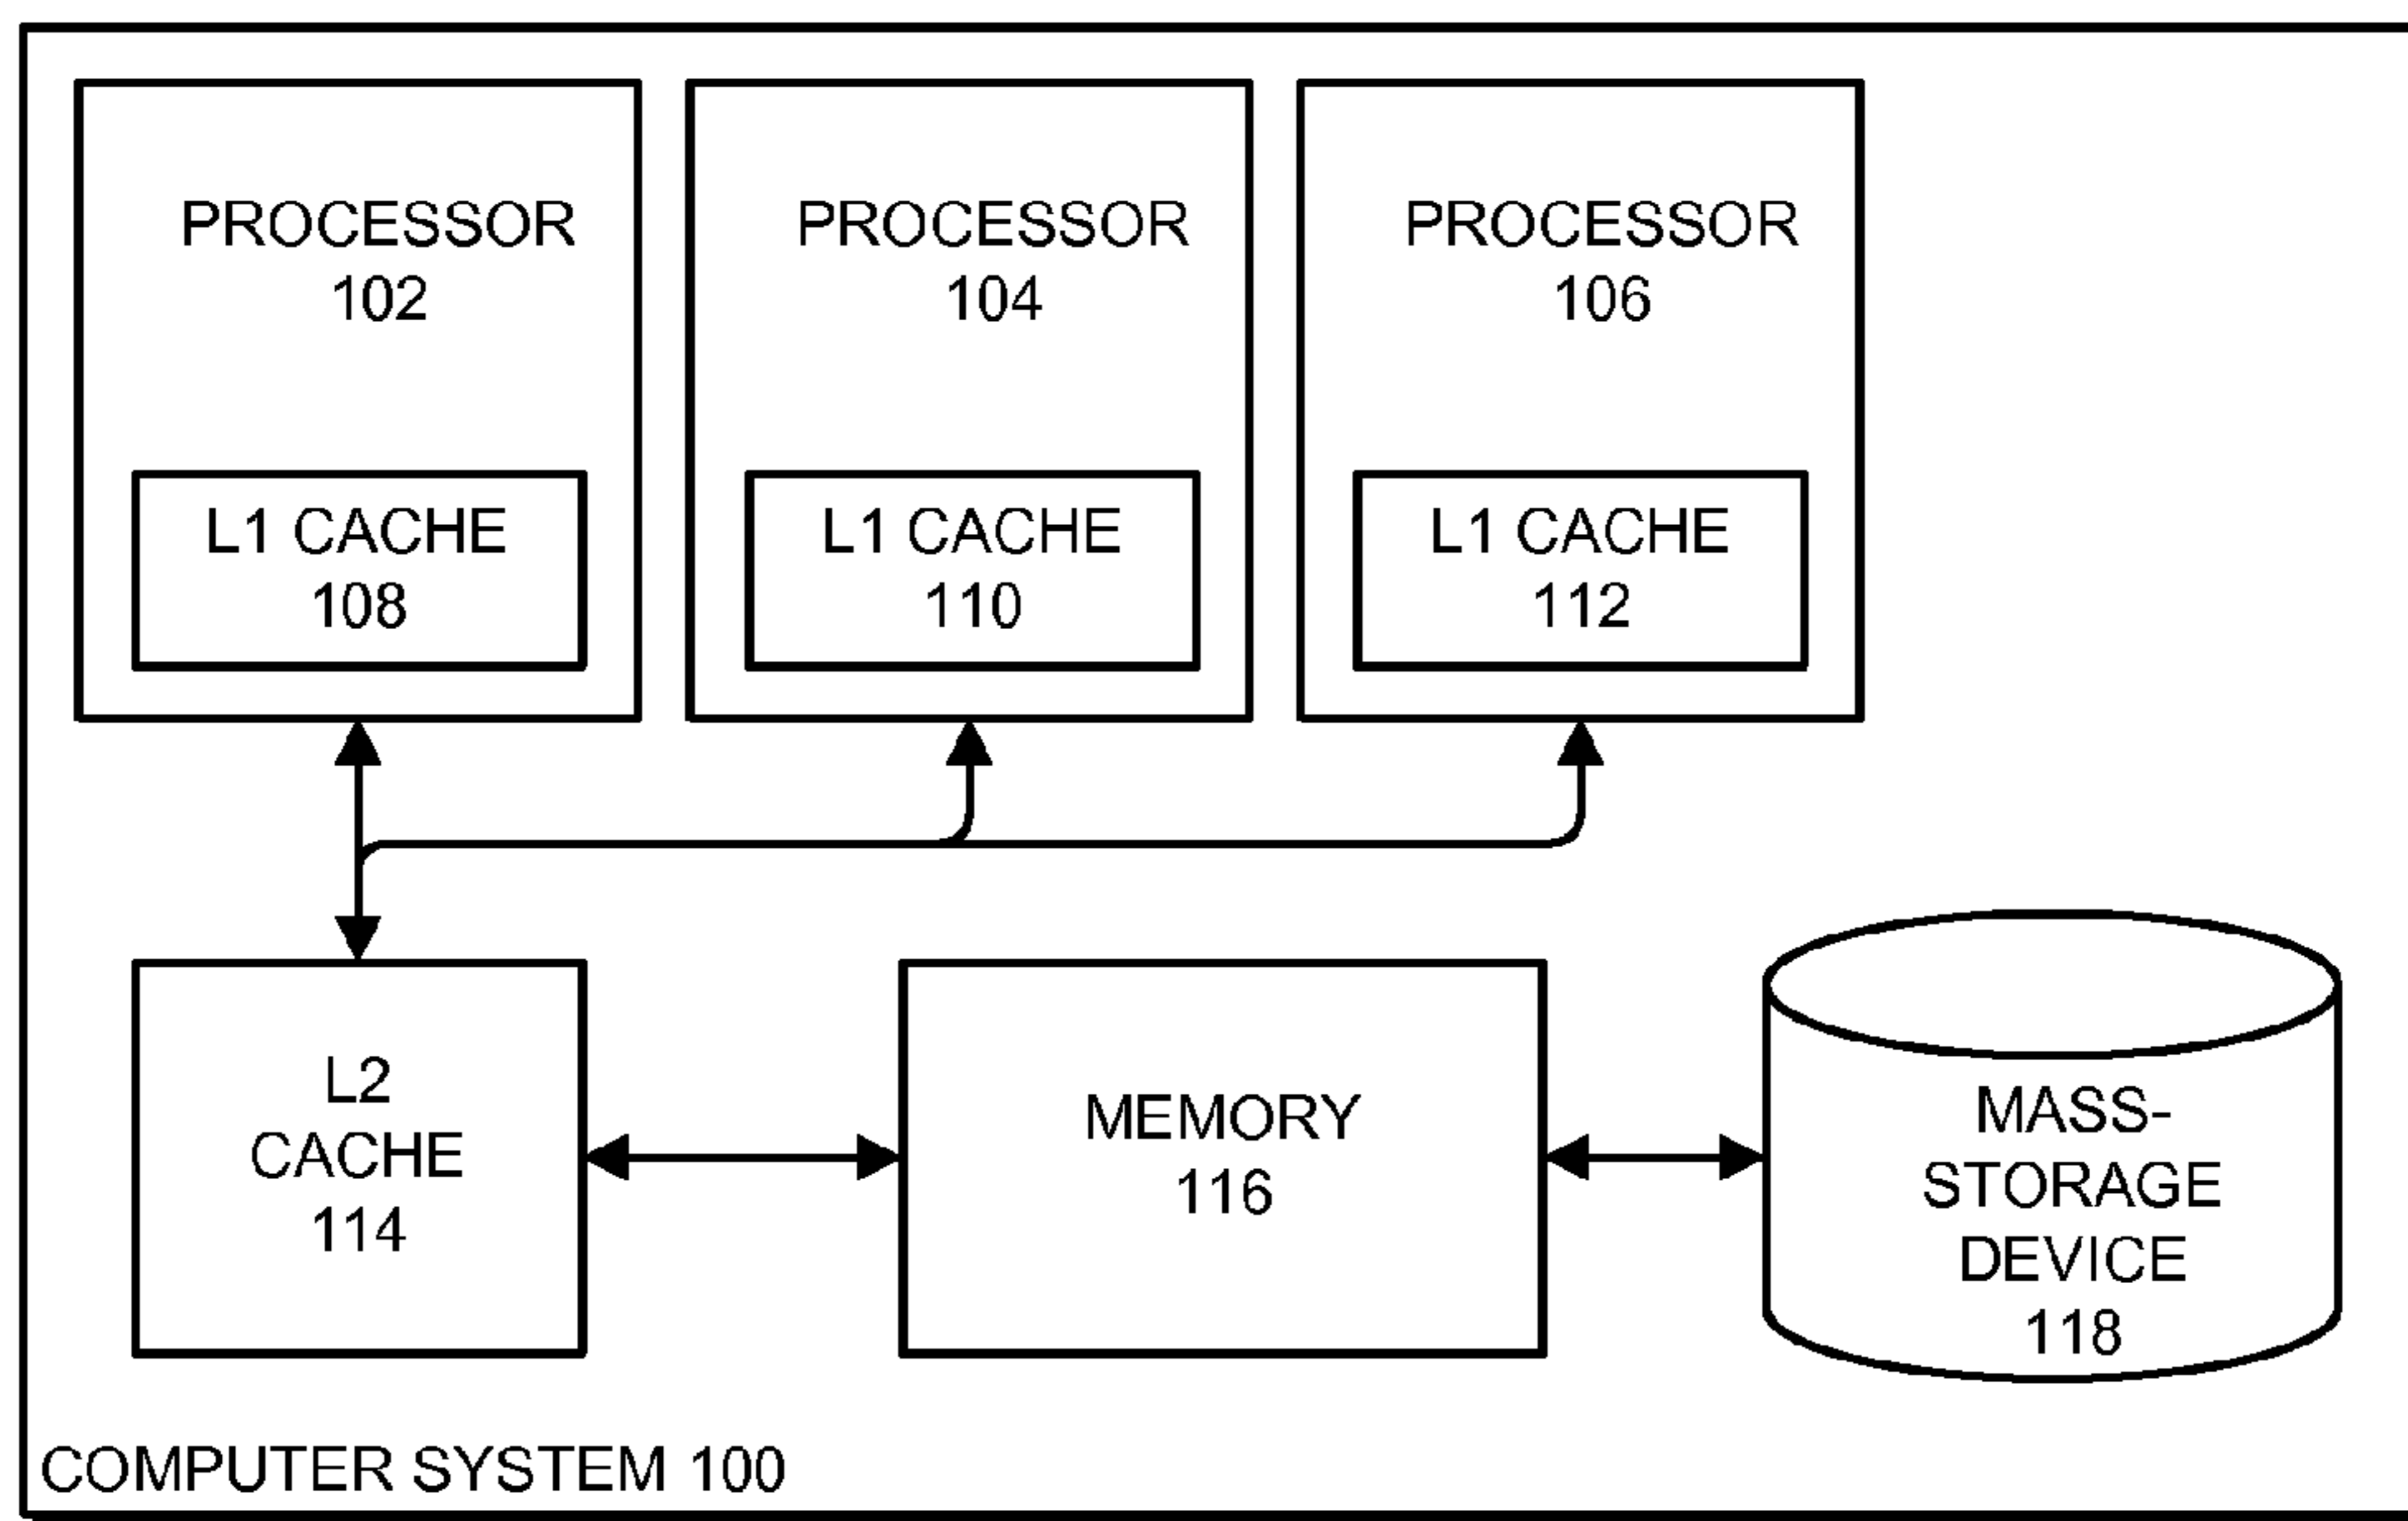 PROCESSOR
102
PROCESSOR
104
PROCESSOR
106
L1 CACHE
108
L1 CACHE
110
L1 CACHE
112
L2
CACHE
114
MEMORY
116
MASS-
STORAGE
DEVICE
118
COMPUTER SYSTEM 100